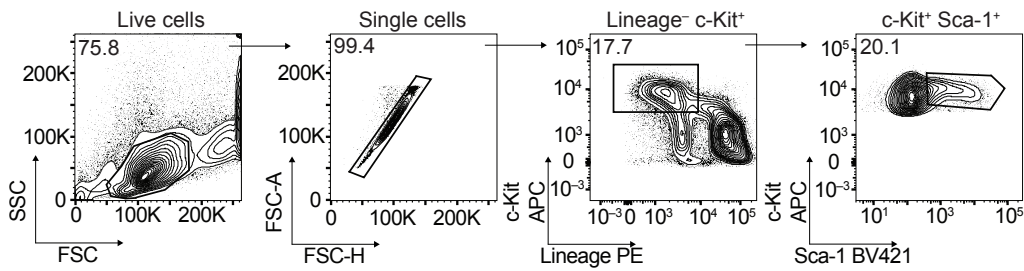 Live cells
75.8
200K
100K
0
0 100K 200K
SSC
FSC
Single cells
99.4
200K
100K
0
0 100K 200K
FSC-A
FSC-H
Lineage⁻ c-Kit⁺
17.7
10⁵
10⁴
10³
0
10⁻³
10⁻³ 0 10³ 10⁴ 10⁵
c-Kit
APC
Lineage PE
c-Kit⁺ Sca-1⁺
20.1
10⁵
10⁴
10³
0
10⁻³
10¹ 10² 10³ 10⁴ 10⁵
c-Kit
APC
Sca-1 BV421